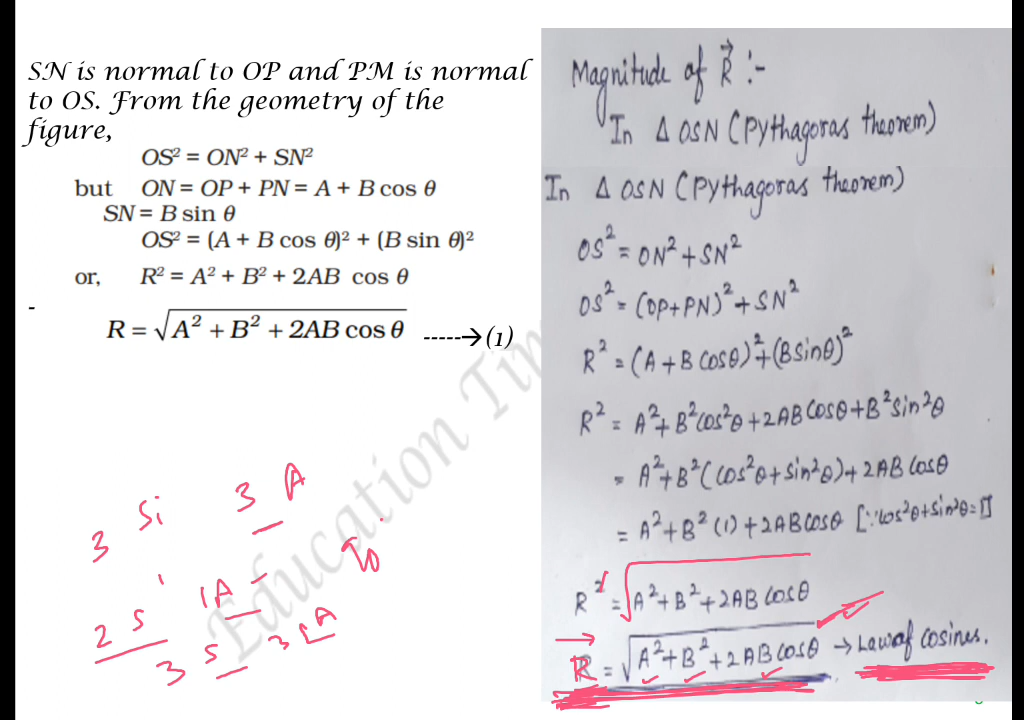 SN is normal to OP and PM is normal
to OS. From the geometry of the
figure,
OS² = ON² + SN²
but ON = OP + PN = A + B cos θ
SN = B sin θ
OS² = (A + B cos θ)² + (B sin θ)²
or, R² = A² + B² + 2AB cos θ
-
R = √A² + B² + 2AB cos θ -----→(1)
3 Si 3 A
2 S 1A
3 S 3 A
Education Tim
Magnitude of R⃗ :-
In Δ OSN (Pythagoras theorem)
In Δ OSN (Pythagoras theorem)
OS² = ON² + SN²
OS² = (OP+PN)² + SN²
R² = (A + B Cosθ)² + (B Sinθ)²
R² = A² + B² Cos²θ + 2AB Cosθ + B² Sin²θ
= A² + B² (Cos²θ + Sin²θ) + 2AB Cosθ
= A² + B² (1) + 2AB Cosθ [∵ Cos²θ + Sin²θ = 1]
R² = √A² + B² + 2AB Cosθ
R⃗ = √A² + B² + 2AB Cosθ → Law of Cosines.